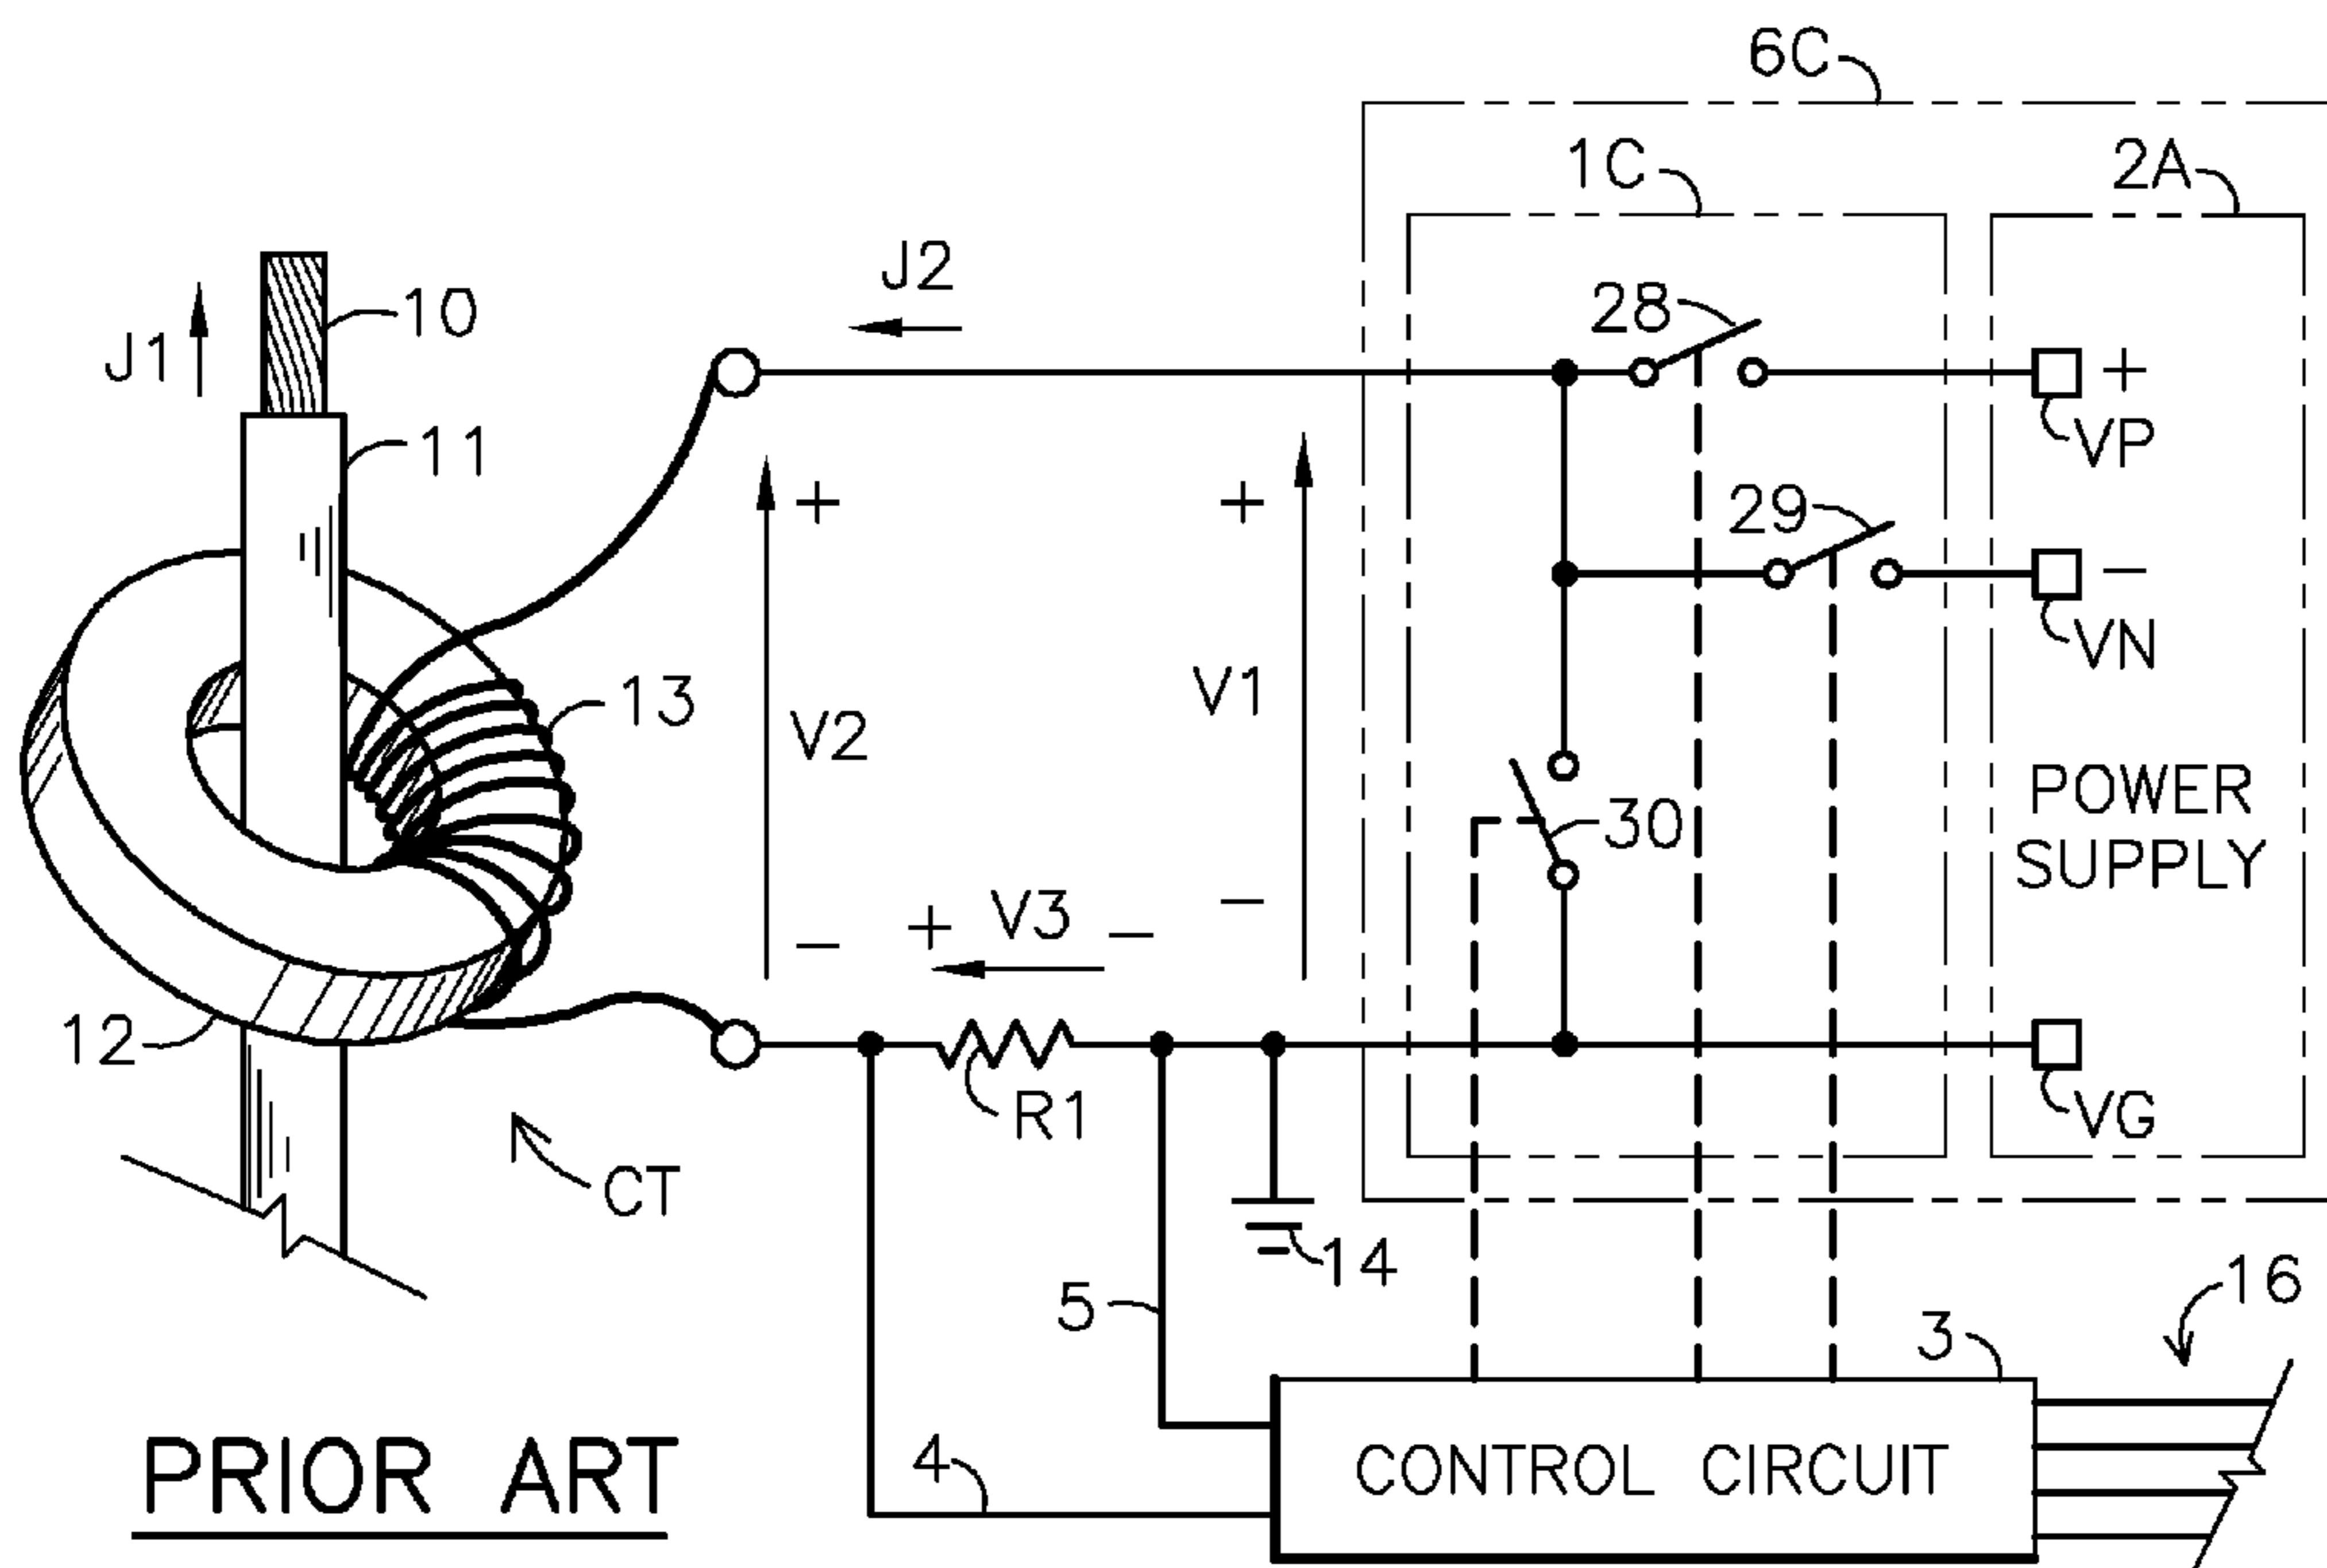 6C
1C
2A
J2
28
10
J1
+
VP
11
29
+
+
−
VN
13
V1
V2
POWER
30
SUPPLY
+
V3
−
−
−
12
R1
VG
CT
14
5
16
3
4
CONTROL CIRCUIT
PRIOR ART